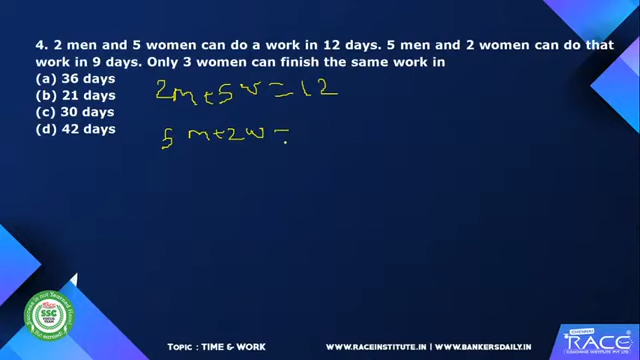 4. 2 men and 5 women can do a work in 12 days. 5 men and 2 women can do that
work in 9 days. Only 3 women can finish the same work in
(a) 36 days
(b) 21 days
(c) 30 days
(d) 42 days
2m+5w=12
5m+2w=
SSC
TOPIC : TIME & WORK
WWW.RACEINSTITUTE.IN | WWW.BANKERSDAILY.IN
RACE